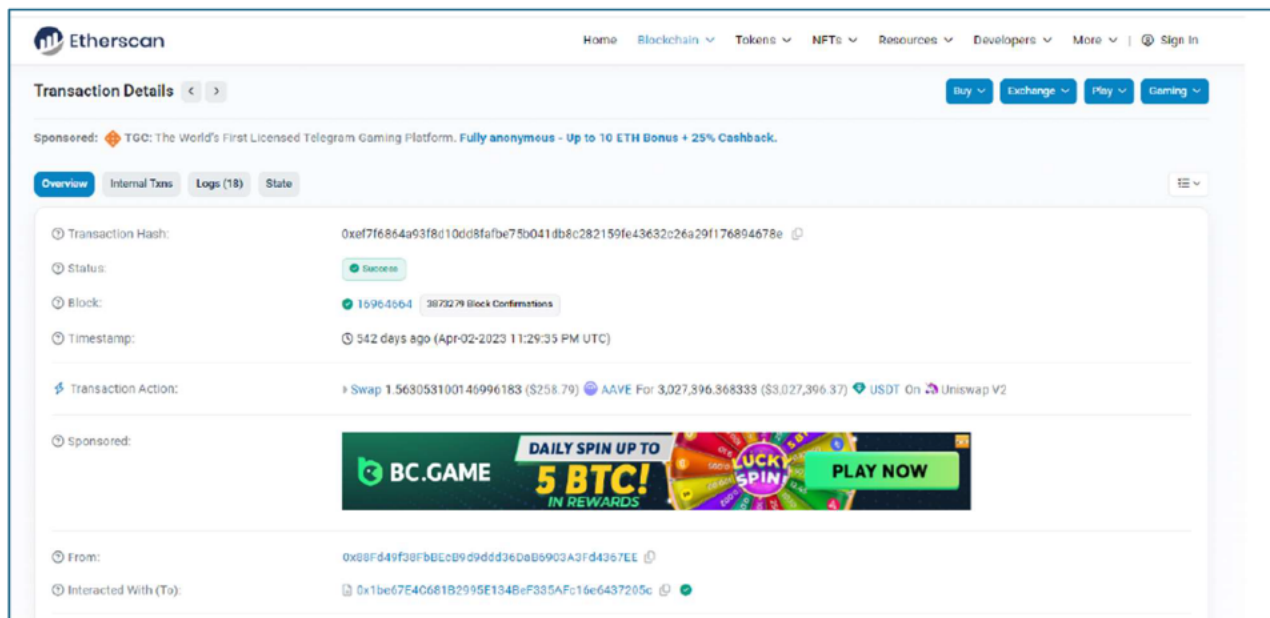 Etherscan
Home Blockchain Tokens NFTs Resources Developers More | Sign In
Transaction Details < >
Buy Exchange Play Gaming
Sponsored: TGC: The World's First Licensed Telegram Gaming Platform. Fully anonymous - Up to 10 ETH Bonus + 25% Cashback.
Overview Internal Txns Logs (18) State
Transaction Hash: 0xef7f6864a93f8d10dd8fafbe75b041db8c282159fe43632c26a29f176894678e
Status: Success
Block: 16964664 3873279 Block Confirmations
Timestamp: 542 days ago (Apr-02-2023 11:29:35 PM UTC)
Transaction Action: Swap 1.563053100146996183 ($258.79) AAVE For 3,027,396.368333 ($3,027,396.37) USDT On Uniswap V2
Sponsored:
BC.GAME DAILY SPIN UP TO 5 BTC! IN REWARDS LUCKY SPIN PLAY NOW
From: 0x88Fd49f38FbBEcB9d9ddd36DaB6903A3Fd4367EE
Interacted With (To): 0x1be67E4C681B2995E134BeF335AFc16e6437205c